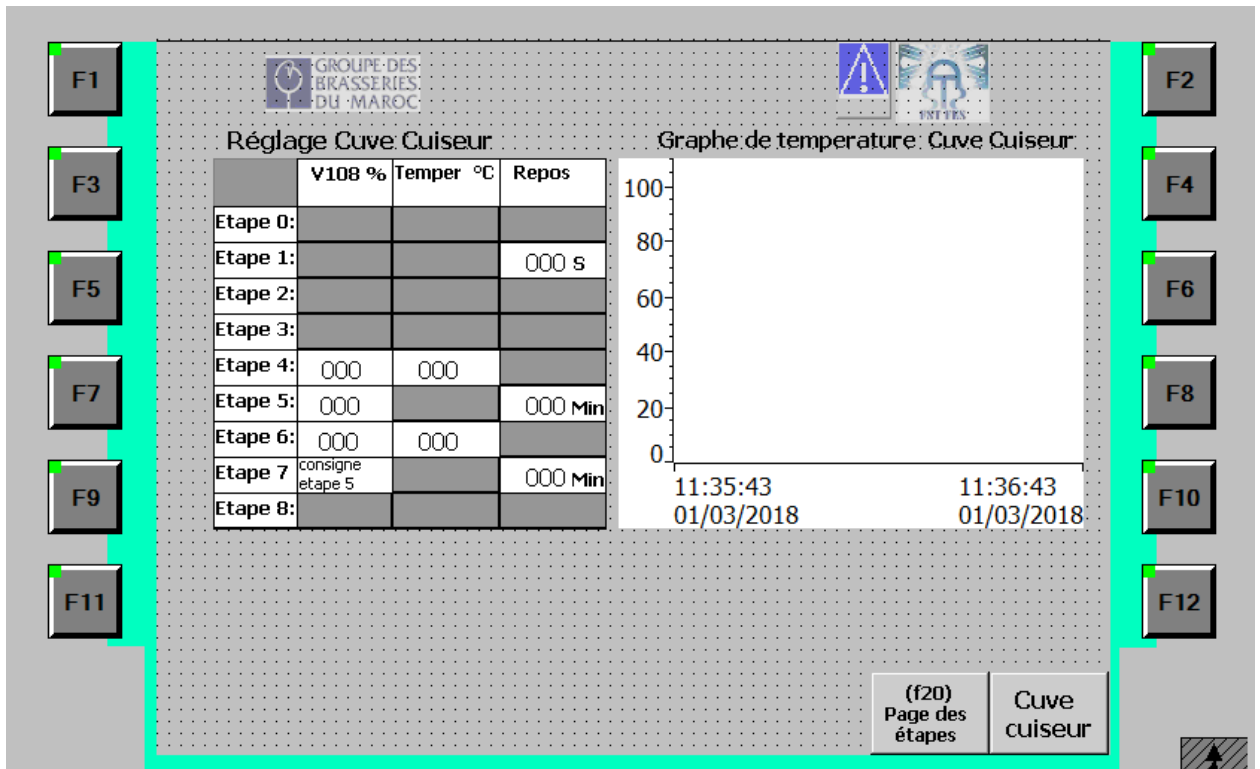 F1
GROUPE DES
BRASSERIES
DU MAROC
FST FES
F2
Réglage Cuve Cuiseur
Graphe de temperature Cuve Cuiseur
F3
V108 % Temper °C Repos
F4
Etape 0:
Etape 1: 000 S
F5
Etape 2:
F6
Etape 3:
Etape 4: 000 000
F7
Etape 5: 000 000 Min
F8
Etape 6: 000 000
Etape 7 consigne
etape 5 000 Min
F9
Etape 8:
100
80
60
40
20
0
11:35:43 11:36:43
01/03/2018 01/03/2018
F10
F11
F12
(f20)
Page des
étapes
Cuve
cuiseur